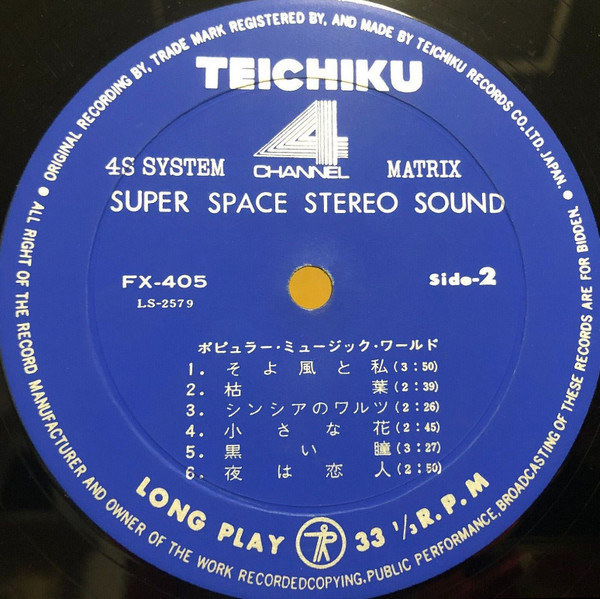 ● ORIGINAL RECORDING BY, TRADE MARK REGISTERED BY, AND MADE BY TEICHIKU RECORDS CO.,LTD. JAPAN. ●
TEICHIKU
4
CHANNEL
4S SYSTEM MATRIX
SUPER SPACE STEREO SOUND
FX-405 Side-2
LS-2579
ポピュラー・ミュージック・ワールド
1. そよ風と私(3:50)
2. 枯葉(2:39)
3. シンシアのワルツ(2:26)
4. 小さな花(2:45)
5. 黒い瞳(3:27)
6. 夜は恋人(2:50)
LONG PLAY 33 1/3 R.P.M
ALL RIGHT OF THE RECORD MANUFACTURER AND OWNER OF THE WORK RECORDEDCOPYING, PUBLIC PERFORMANCE, BROADCASTING OF THESE RECORDS ARE FOR BIDDEN.